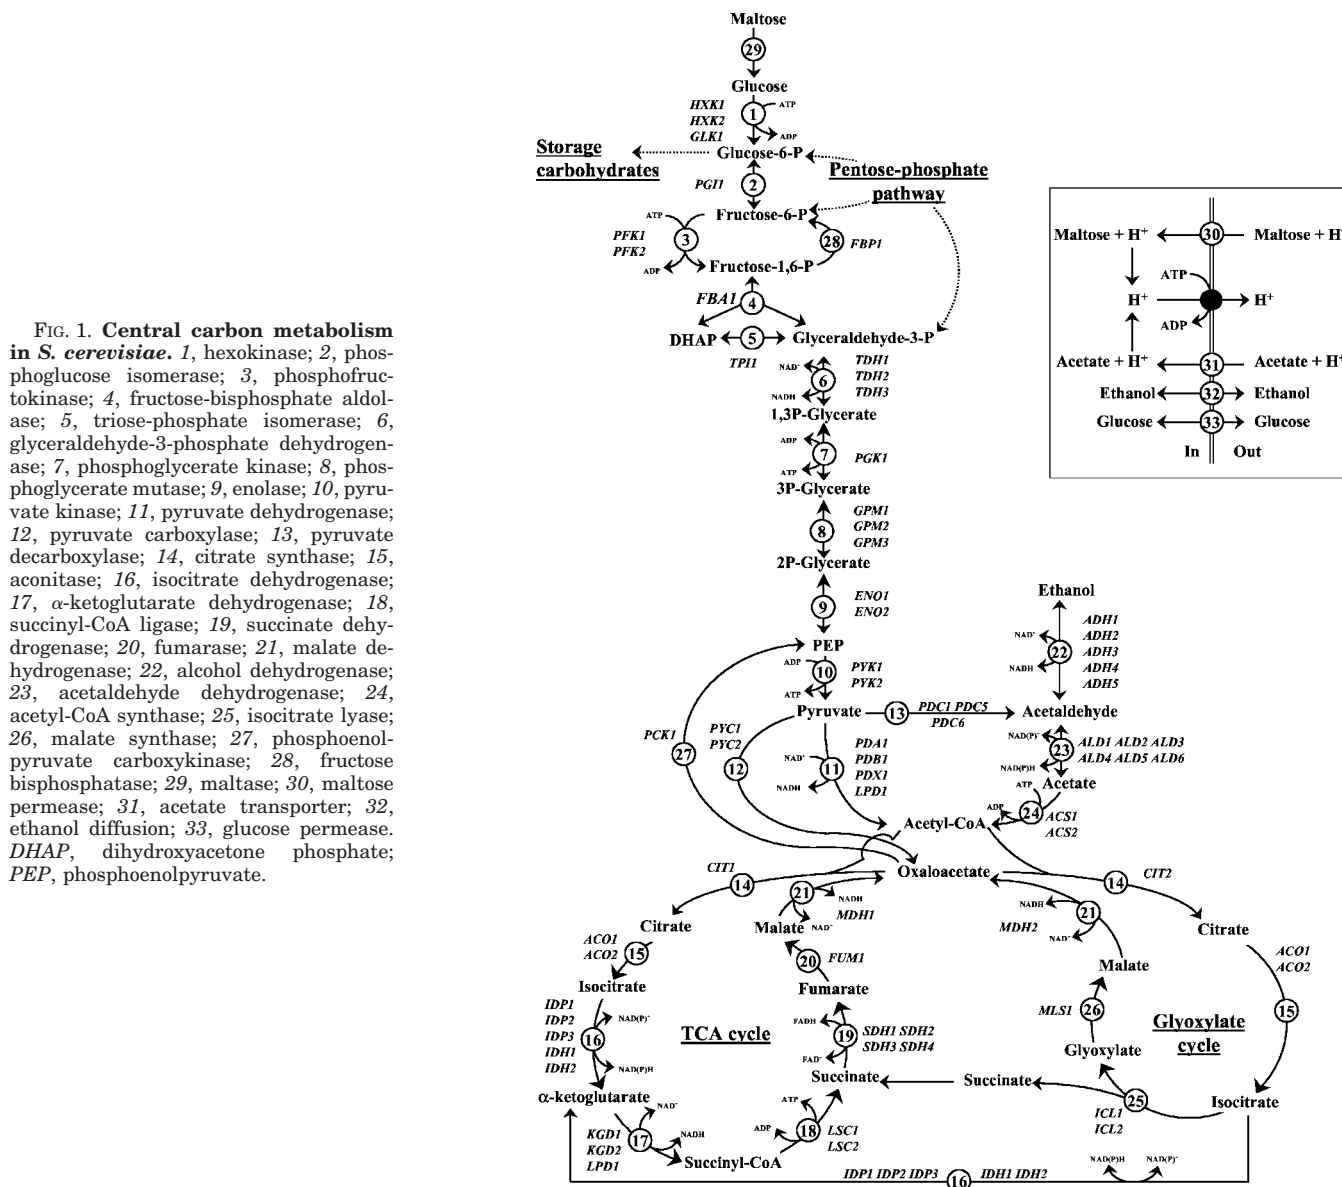 FIG. 1. Central carbon metabolism
in S. cerevisiae. 1, hexokinase; 2, phos-
phoglucose isomerase; 3, phosphofruc-
tokinase; 4, fructose-bisphosphate aldol-
ase; 5, triose-phosphate isomerase; 6,
glyceraldehyde-3-phosphate dehydrogen-
ase; 7, phosphoglycerate kinase; 8, phos-
phoglycerate mutase; 9, enolase; 10, pyru-
vate kinase; 11, pyruvate dehydrogenase;
12, pyruvate carboxylase; 13, pyruvate
decarboxylase; 14, citrate synthase; 15,
aconitase; 16, isocitrate dehydrogenase;
17, α-ketoglutarate dehydrogenase; 18,
succinyl-CoA ligase; 19, succinate dehy-
drogenase; 20, fumarase; 21, malate de-
hydrogenase; 22, alcohol dehydrogenase;
23, acetaldehyde dehydrogenase; 24,
acetyl-CoA synthase; 25, isocitrate lyase;
26, malate synthase; 27, phosphoenol-
pyruvate carboxykinase; 28, fructose
bisphosphatase; 29, maltase; 30, maltose
permease; 31, acetate transporter; 32,
ethanol diffusion; 33, glucose permease.
DHAP, dihydroxyacetone phosphate;
PEP, phosphoenolpyruvate.
Maltose
29
Glucose
HXK1
HXK2
GLK1
1
ATP
ADP
Storage
carbohydrates
Glucose-6-P
Pentose-phosphate
pathway
PGI1
2
Fructose-6-P
ATP
PFK1
PFK2
3
ADP
28
FBP1
Fructose-1,6-P
FBA1
4
DHAP
5
TPI1
Glyceraldehyde-3-P
NAD+
NADH
6
TDH1
TDH2
TDH3
1,3P-Glycerate
ADP
ATP
7
PGK1
3P-Glycerate
8
GPM1
GPM2
GPM3
2P-Glycerate
9
ENO1
ENO2
PEP
ADP
ATP
10
PYK1
PYK2
Pyruvate
13
PDC1 PDC5
PDC6
Acetaldehyde
Ethanol
NAD+
NADH
22
ADH1
ADH2
ADH3
ADH4
ADH5
NAD(P)+
NAD(P)H
23
ALD1 ALD2 ALD3
ALD4 ALD5 ALD6
Acetate
ATP
ADP
24
ACS1
ACS2
PCK1
27
PYC1
PYC2
12
NAD+
NADH
11
PDA1
PDB1
PDX1
LPD1
Acetyl-CoA
Oxaloacetate
CIT1
14
Citrate
ACO1
ACO2
15
Isocitrate
IDP1
IDP2
IDP3
IDH1
IDH2
16
NAD(P)+
NAD(P)H
α-ketoglutarate
KGD1
KGD2
LPD1
17
NAD+
NADH
Succinyl-CoA
ADP
ATP
18
LSC1
LSC2
Succinate
FADH
FAD+
19
SDH1 SDH2
SDH3 SDH4
Fumarate
20
FUM1
Malate
21
NADH
MDH1
NAD+
TCA cycle
14
CIT2
Citrate
ACO1
ACO2
15
Isocitrate
25
ICL1
ICL2
Succinate
Glyoxylate
MLS1
26
Malate
NADH
MDH2
NAD+
21
Glyoxylate
cycle
IDP1 IDP2 IDP3
16
IDH1 IDH2
NAD(P)H
NAD(P)+
Maltose + H+
30
Maltose + H+
ATP
H+
H+
ADP
Acetate + H+
31
Acetate + H+
Ethanol
32
Ethanol
Glucose
33
Glucose
In
Out